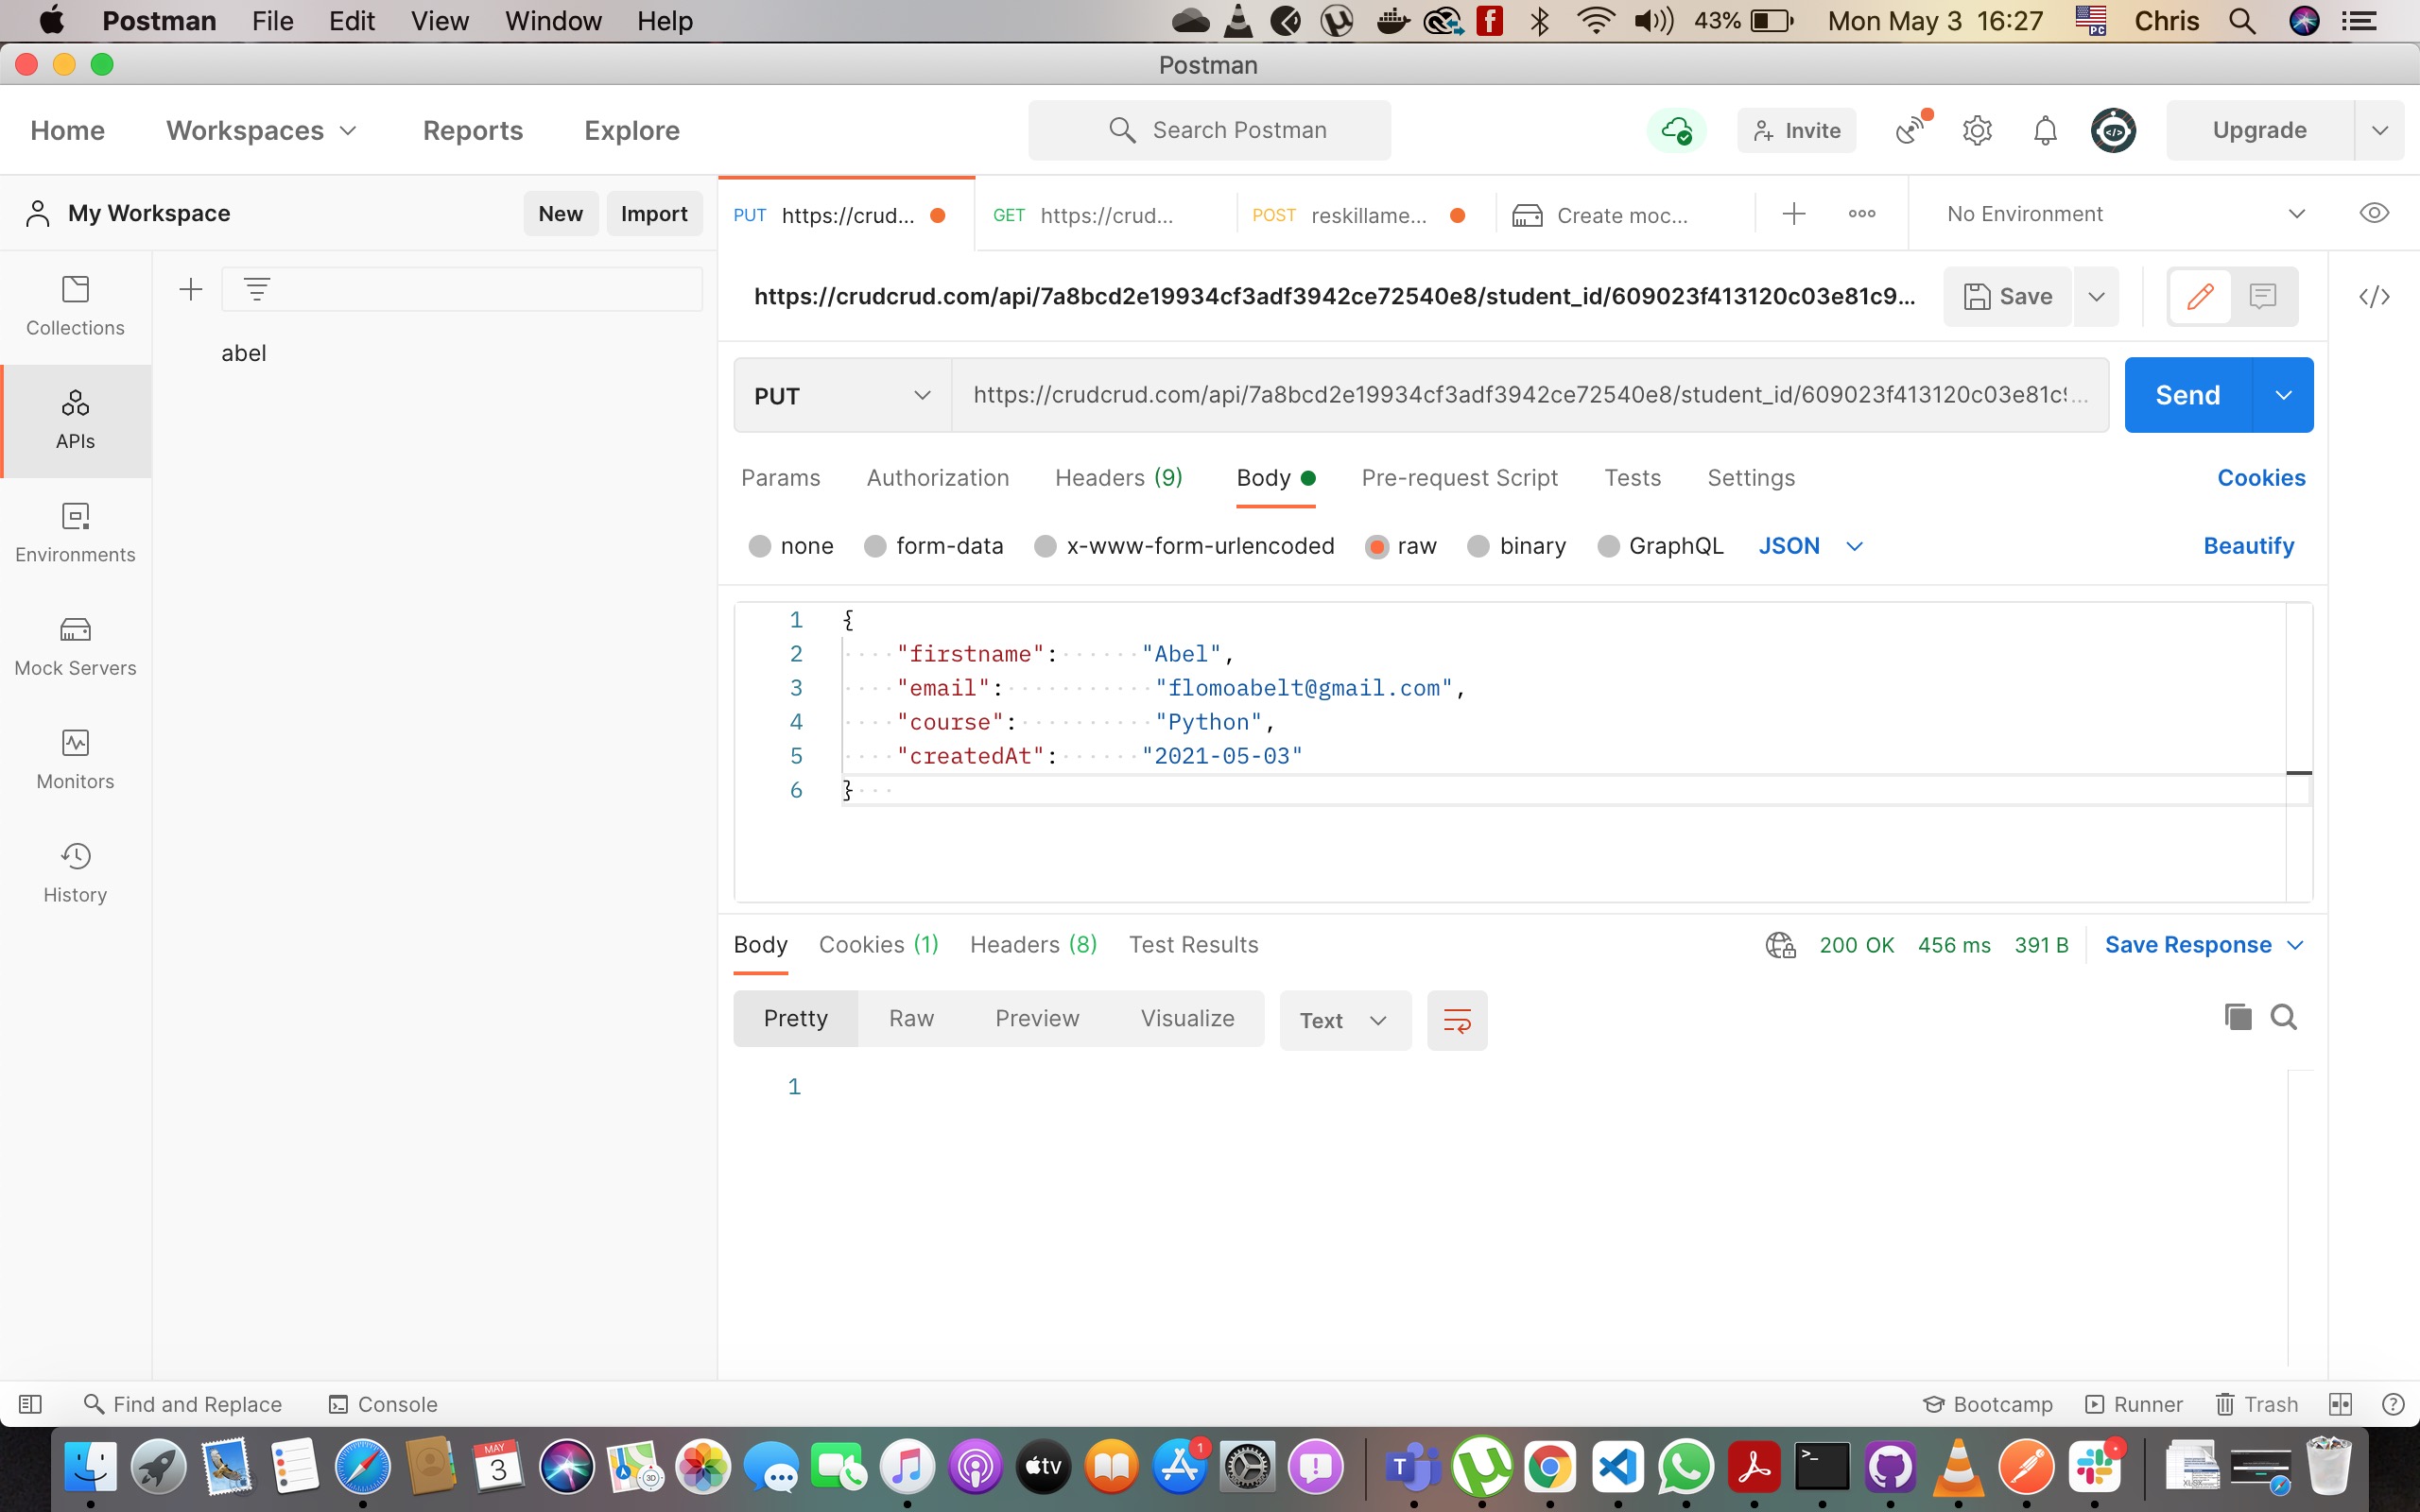 Postman File Edit View Window Help 43% Mon May 3 16:27 Chris
Postman
Home Workspaces Reports Explore Search Postman Invite Upgrade
My Workspace New Import
PUT https://crud... GET https://crud... POST reskillame... Create moc... No Environment
Collections
APIs
Environments
Mock Servers
Monitors
History
abel
https://crudcrud.com/api/7a8bcd2e19934cf3adf3942ce72540e8/student_id/609023f413120c03e81c9... Save
PUT https://crudcrud.com/api/7a8bcd2e19934cf3adf3942ce72540e8/student_id/609023f413120c03e81c9... Send
Params Authorization Headers (9) Body Pre-request Script Tests Settings Cookies
none form-data x-www-form-urlencoded raw binary GraphQL JSON Beautify
1 {
2 "firstname": "Abel",
3 "email": "flomoabelt@gmail.com",
4 "course": "Python",
5 "createdAt": "2021-05-03"
6 }
Body Cookies (1) Headers (8) Test Results 200 OK 456 ms 391 B Save Response
Pretty Raw Preview Visualize Text
1
Find and Replace Console Bootcamp Runner Trash
MAY
3
3D
tv
1
T
XLSX